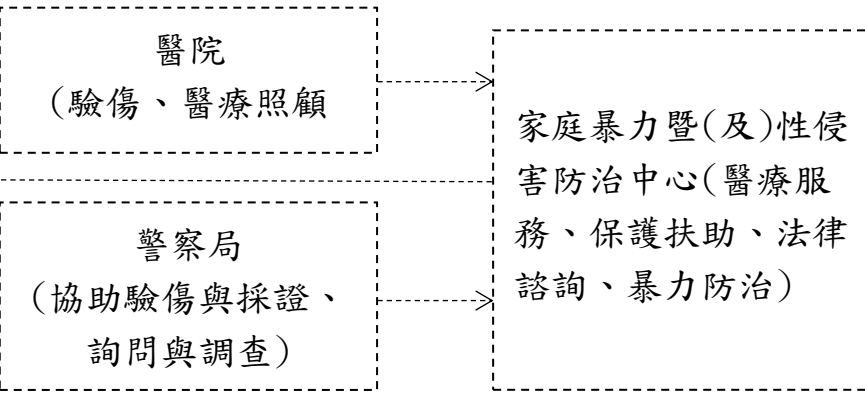 醫院
(驗傷、醫療照顧
警察局
(協助驗傷與採證、
詢問與調查)
家庭暴力暨(及)性侵
害防治中心(醫療服
務、保護扶助、法律
諮詢、暴力防治)